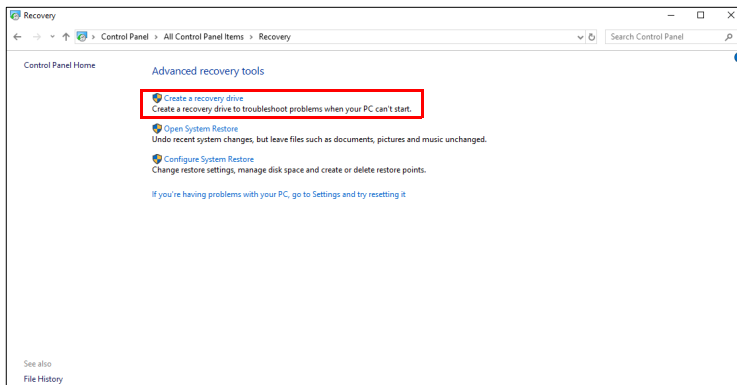 Recovery
Control Panel > All Control Panel Items > Recovery
Search Control Panel
Control Panel Home
Advanced recovery tools
Create a recovery drive
Create a recovery drive to troubleshoot problems when your PC can't start.
Open System Restore
Undo recent system changes, but leave files such as documents, pictures and music unchanged.
Configure System Restore
Change restore settings, manage disk space and create or delete restore points.
If you're having problems with your PC, go to Settings and try resetting it
See also
File History